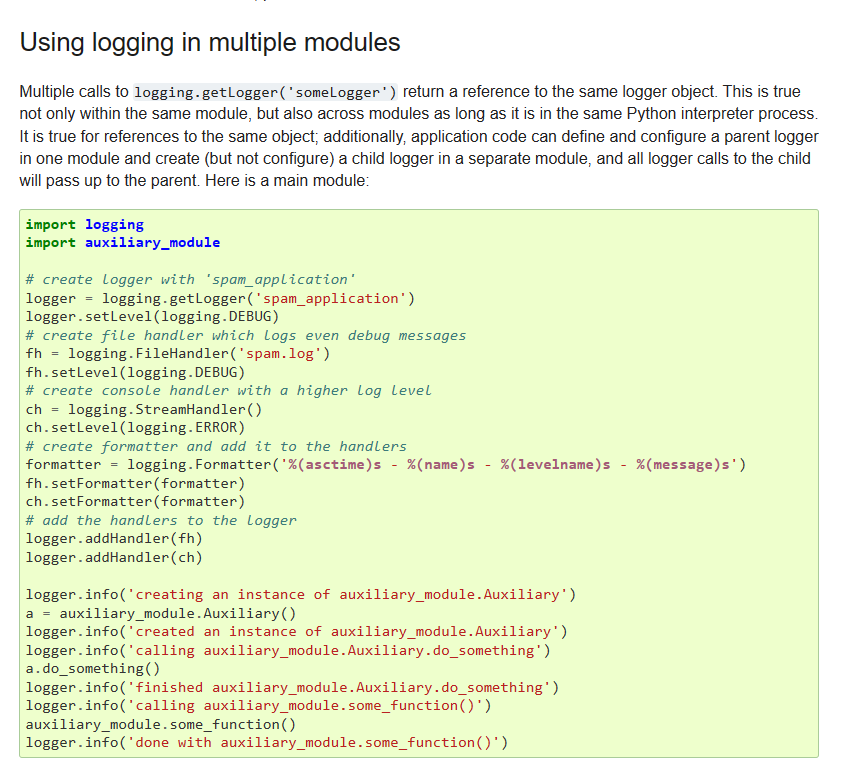 Using logging in multiple modules
Multiple calls to logging.getLogger('someLogger') return a reference to the same logger object. This is true
not only within the same module, but also across modules as long as it is in the same Python interpreter process.
It is true for references to the same object; additionally, application code can define and configure a parent logger
in one module and create (but not configure) a child logger in a separate module, and all logger calls to the child
will pass up to the parent. Here is a main module:
import logging
import auxiliary_module
# create logger with 'spam_application'
logger = logging.getLogger('spam_application')
logger.setLevel(logging.DEBUG)
# create file handler which logs even debug messages
fh = logging.FileHandler('spam.log')
fh.setLevel(logging.DEBUG)
# create console handler with a higher log level
ch = logging.StreamHandler()
ch.setLevel(logging.ERROR)
# create formatter and add it to the handlers
formatter = logging.Formatter('%(asctime)s - %(name)s - %(levelname)s - %(message)s')
fh.setFormatter(formatter)
ch.setFormatter(formatter)
# add the handlers to the logger
logger.addHandler(fh)
logger.addHandler(ch)
logger.info('creating an instance of auxiliary_module.Auxiliary')
a = auxiliary_module.Auxiliary()
logger.info('created an instance of auxiliary_module.Auxiliary')
logger.info('calling auxiliary_module.Auxiliary.do_something')
a.do_something()
logger.info('finished auxiliary_module.Auxiliary.do_something')
logger.info('calling auxiliary_module.some_function()')
auxiliary_module.some_function()
logger.info('done with auxiliary_module.some_function()')